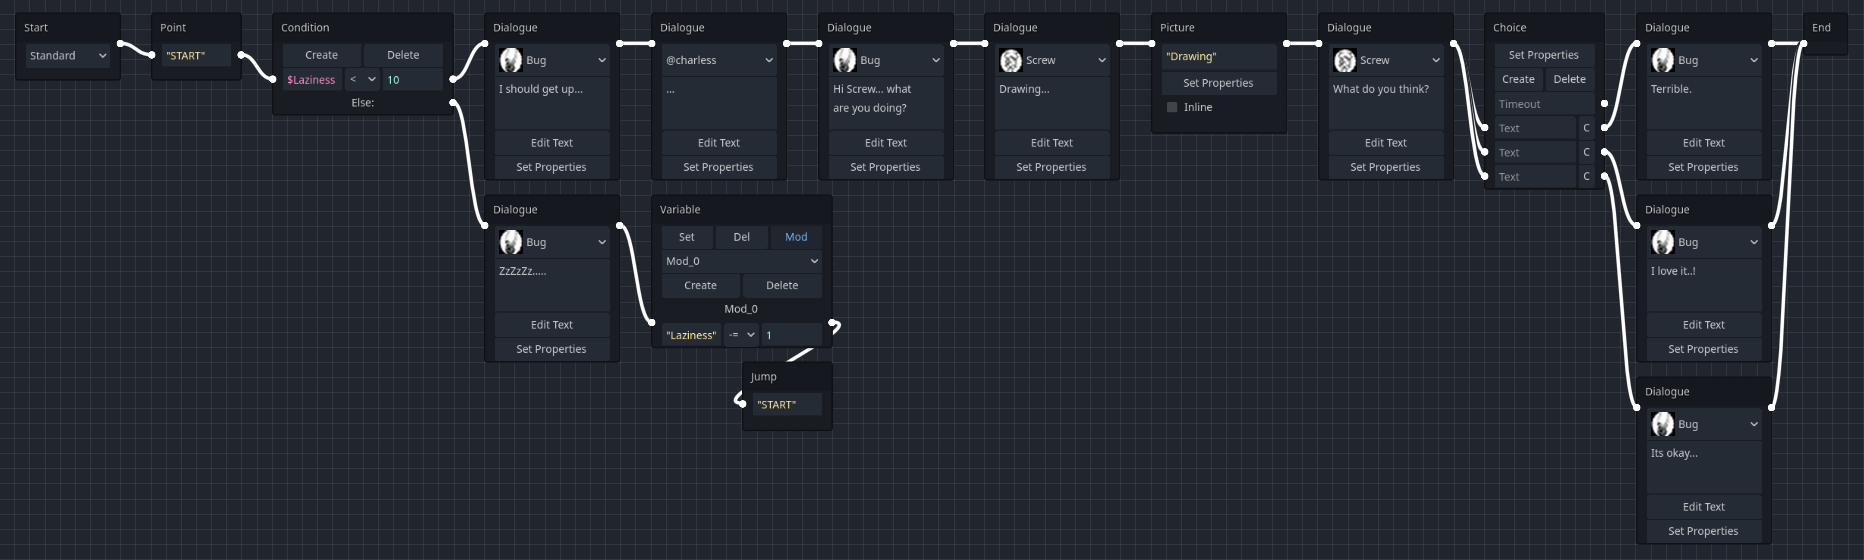 Start
Standard
Point
"START"
Condition
Create Delete
$Laziness < 10
Else:
Dialogue
Bug
I should get up...
Edit Text
Set Properties
Dialogue
@charless
...
Edit Text
Set Properties
Dialogue
Bug
Hi Screw... what
are you doing?
Edit Text
Set Properties
Dialogue
Screw
Drawing...
Edit Text
Set Properties
Picture
"Drawing"
Set Properties
Inline
Dialogue
Screw
What do you think?
Edit Text
Set Properties
Choice
Set Properties
Create Delete
Timeout
Text C
Text C
Text C
Dialogue
Bug
Terrible.
Edit Text
Set Properties
End
Dialogue
Bug
ZzZzZz.....
Edit Text
Set Properties
Variable
Set Del Mod
Mod_0
Create Delete
Mod_0
"Laziness" -= 1
Jump
"START"
Dialogue
Bug
I love it..!
Edit Text
Set Properties
Dialogue
Bug
Its okay...
Edit Text
Set Properties